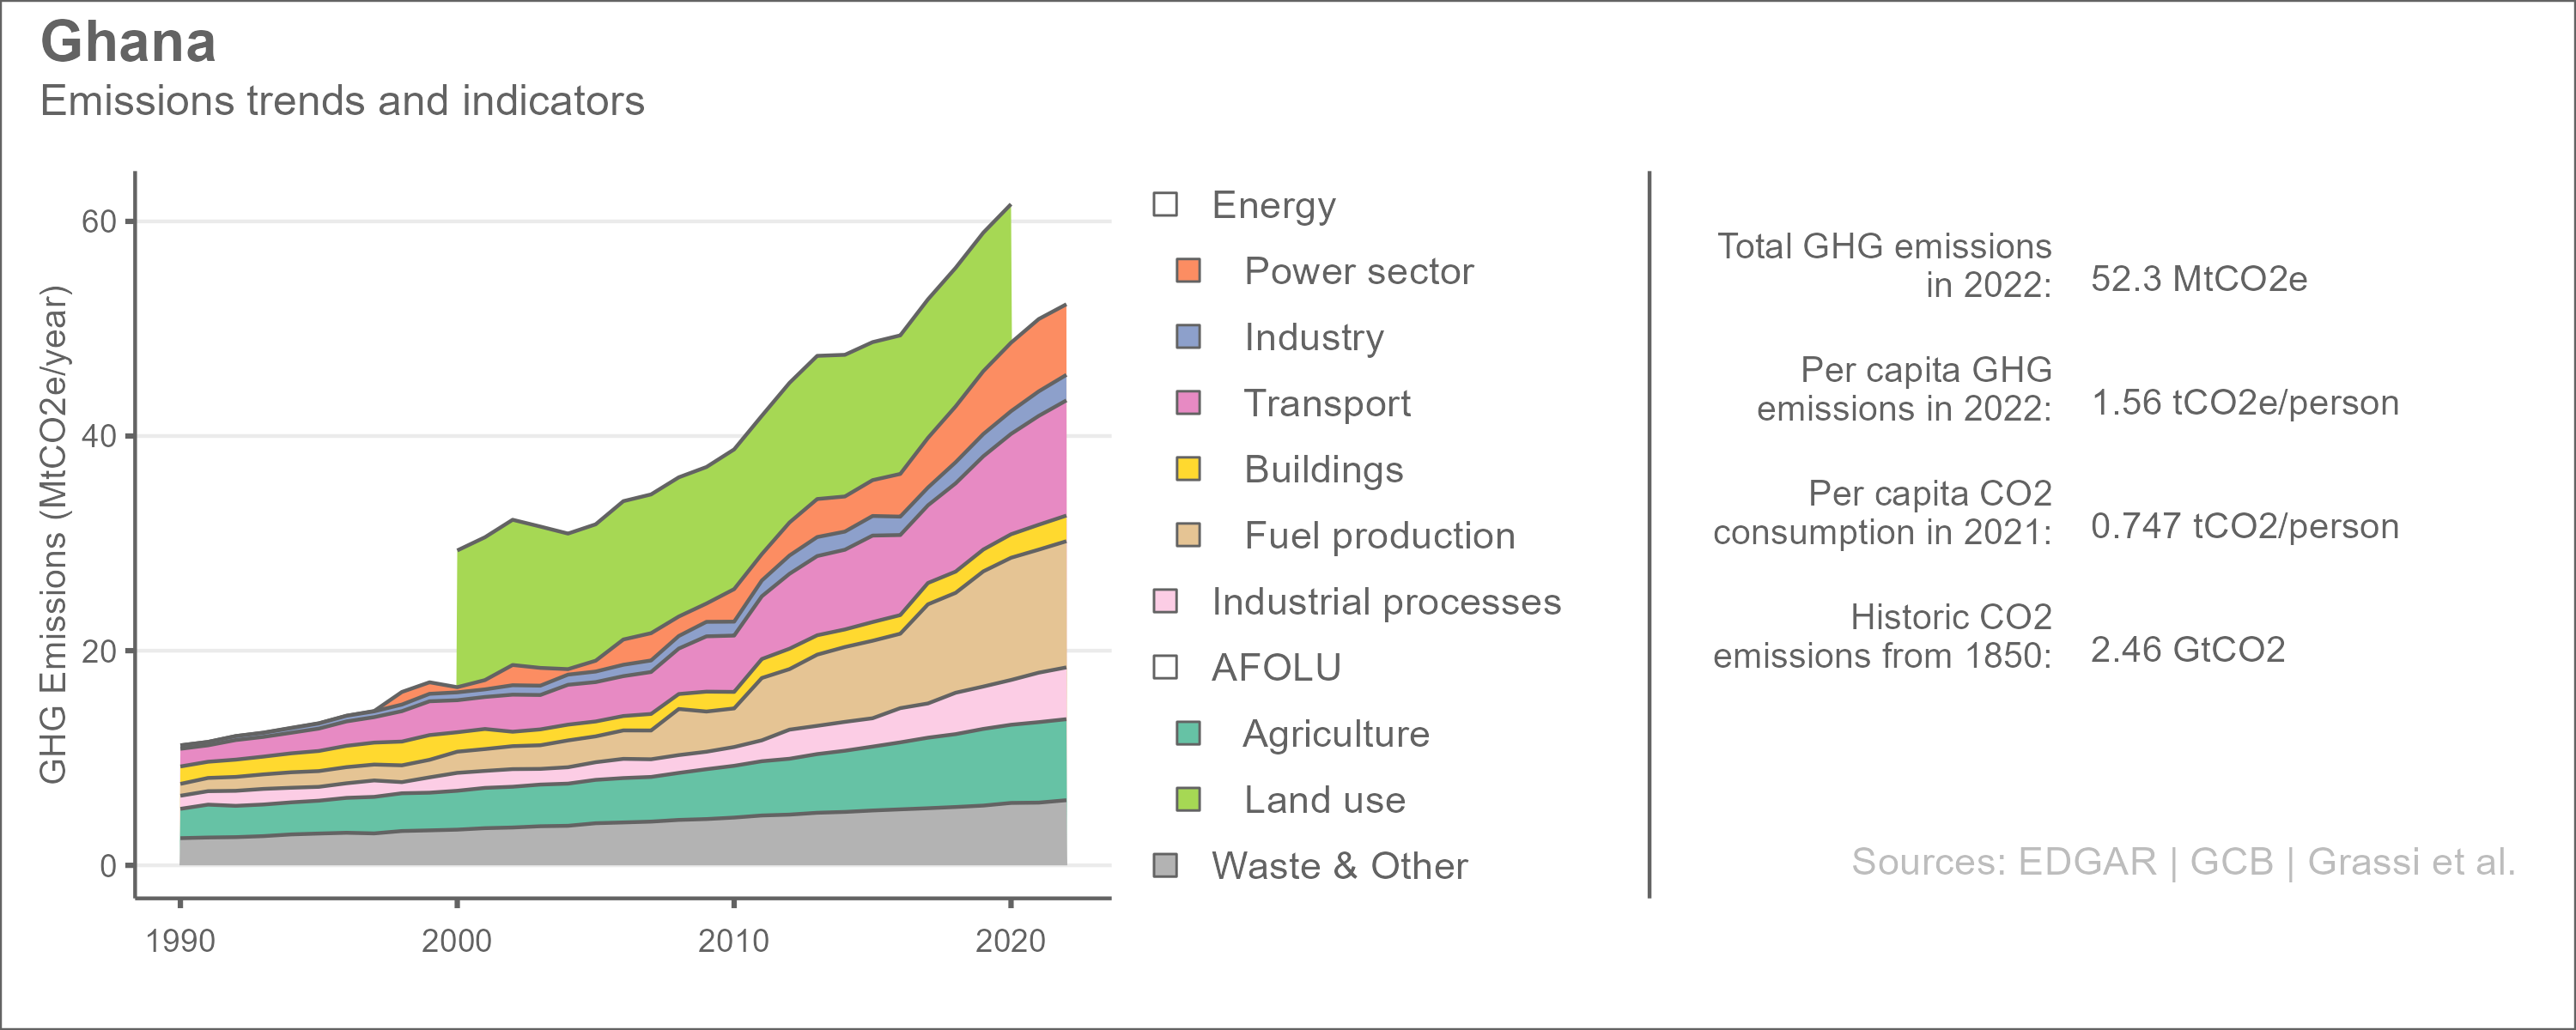 Ghana
Emissions trends and indicators
GHG Emissions (MtCO2e/year)
60
40
20
0
1990
2000
2010
2020
Energy
Power sector
Industry
Transport
Buildings
Fuel production
Industrial processes
AFOLU
Agriculture
Land use
Waste & Other
Total GHG emissions
in 2022:
52.3 MtCO2e
Per capita GHG
emissions in 2022:
1.56 tCO2e/person
Per capita CO2
consumption in 2021:
0.747 tCO2/person
Historic CO2
emissions from 1850:
2.46 GtCO2
Sources: EDGAR | GCB | Grassi et al.